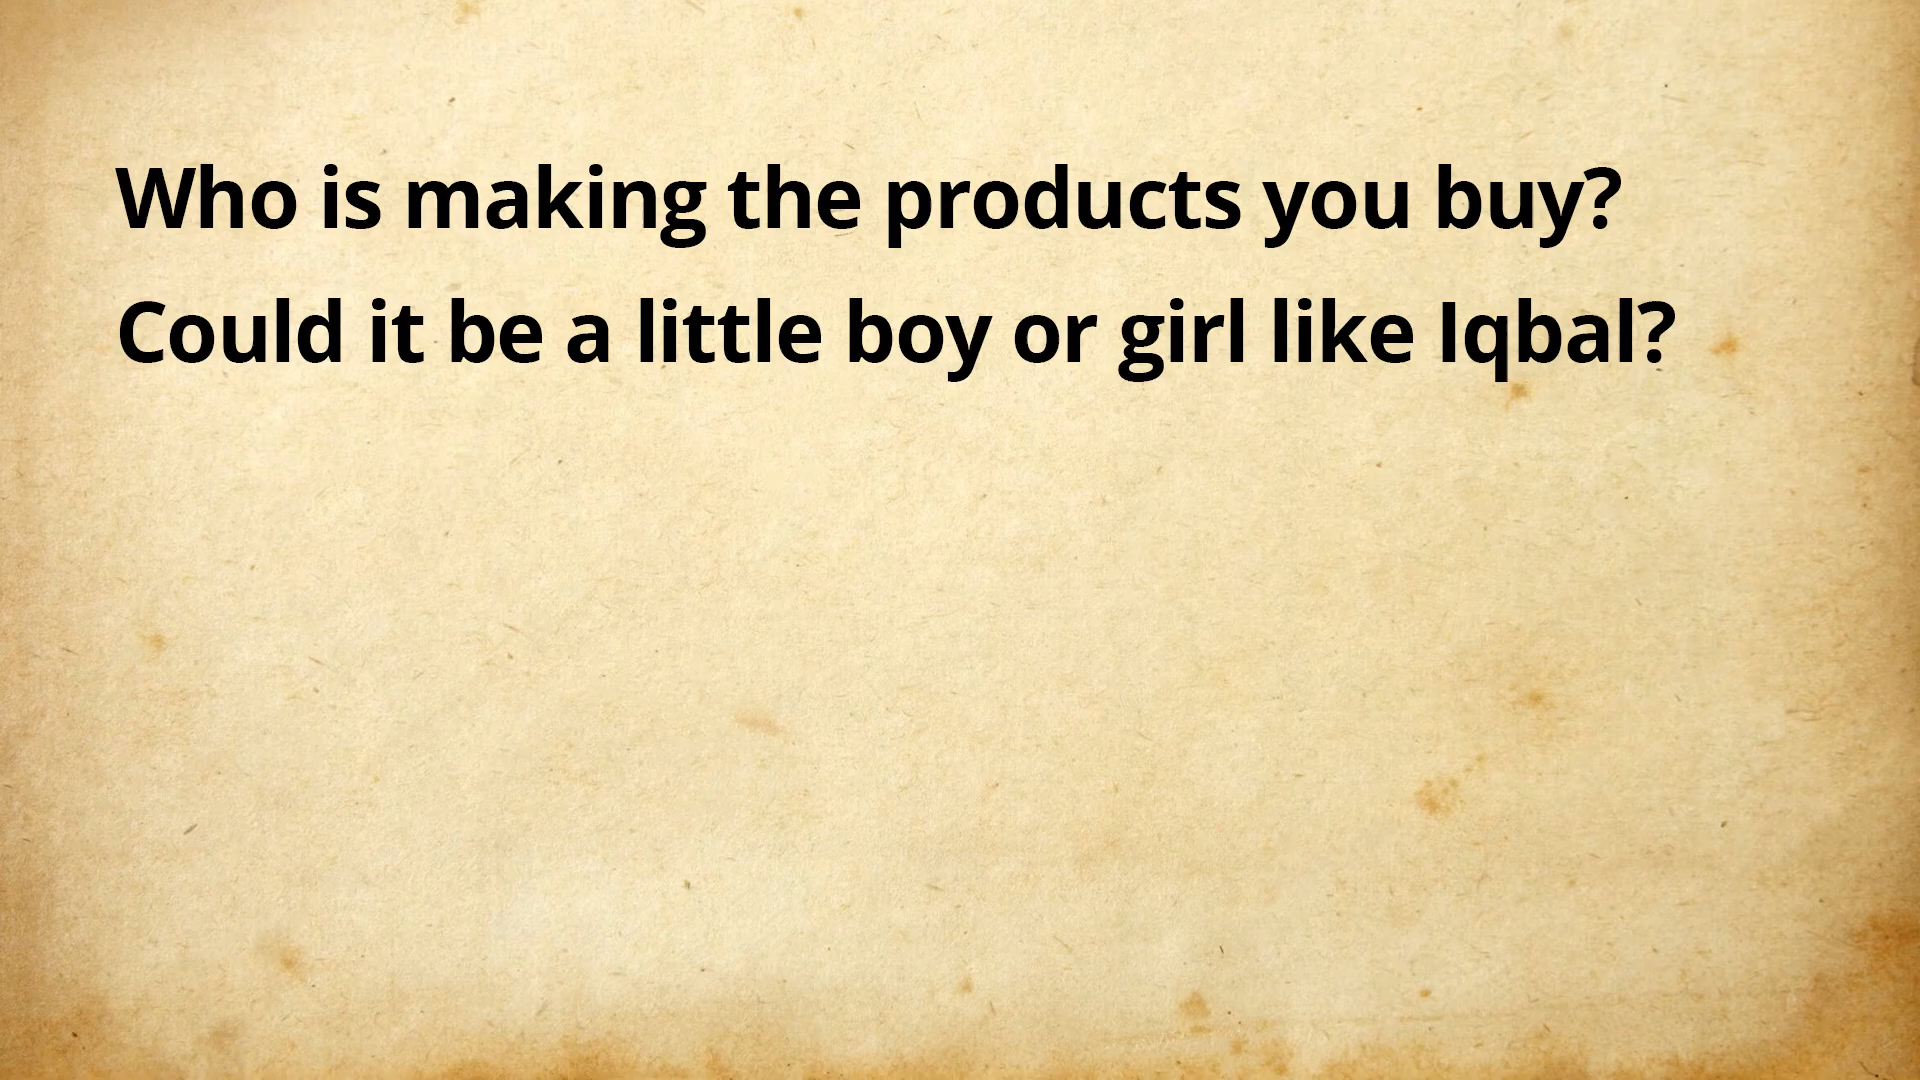 Who is making the products you buy?
Could it be a little boy or girl like Iqbal?